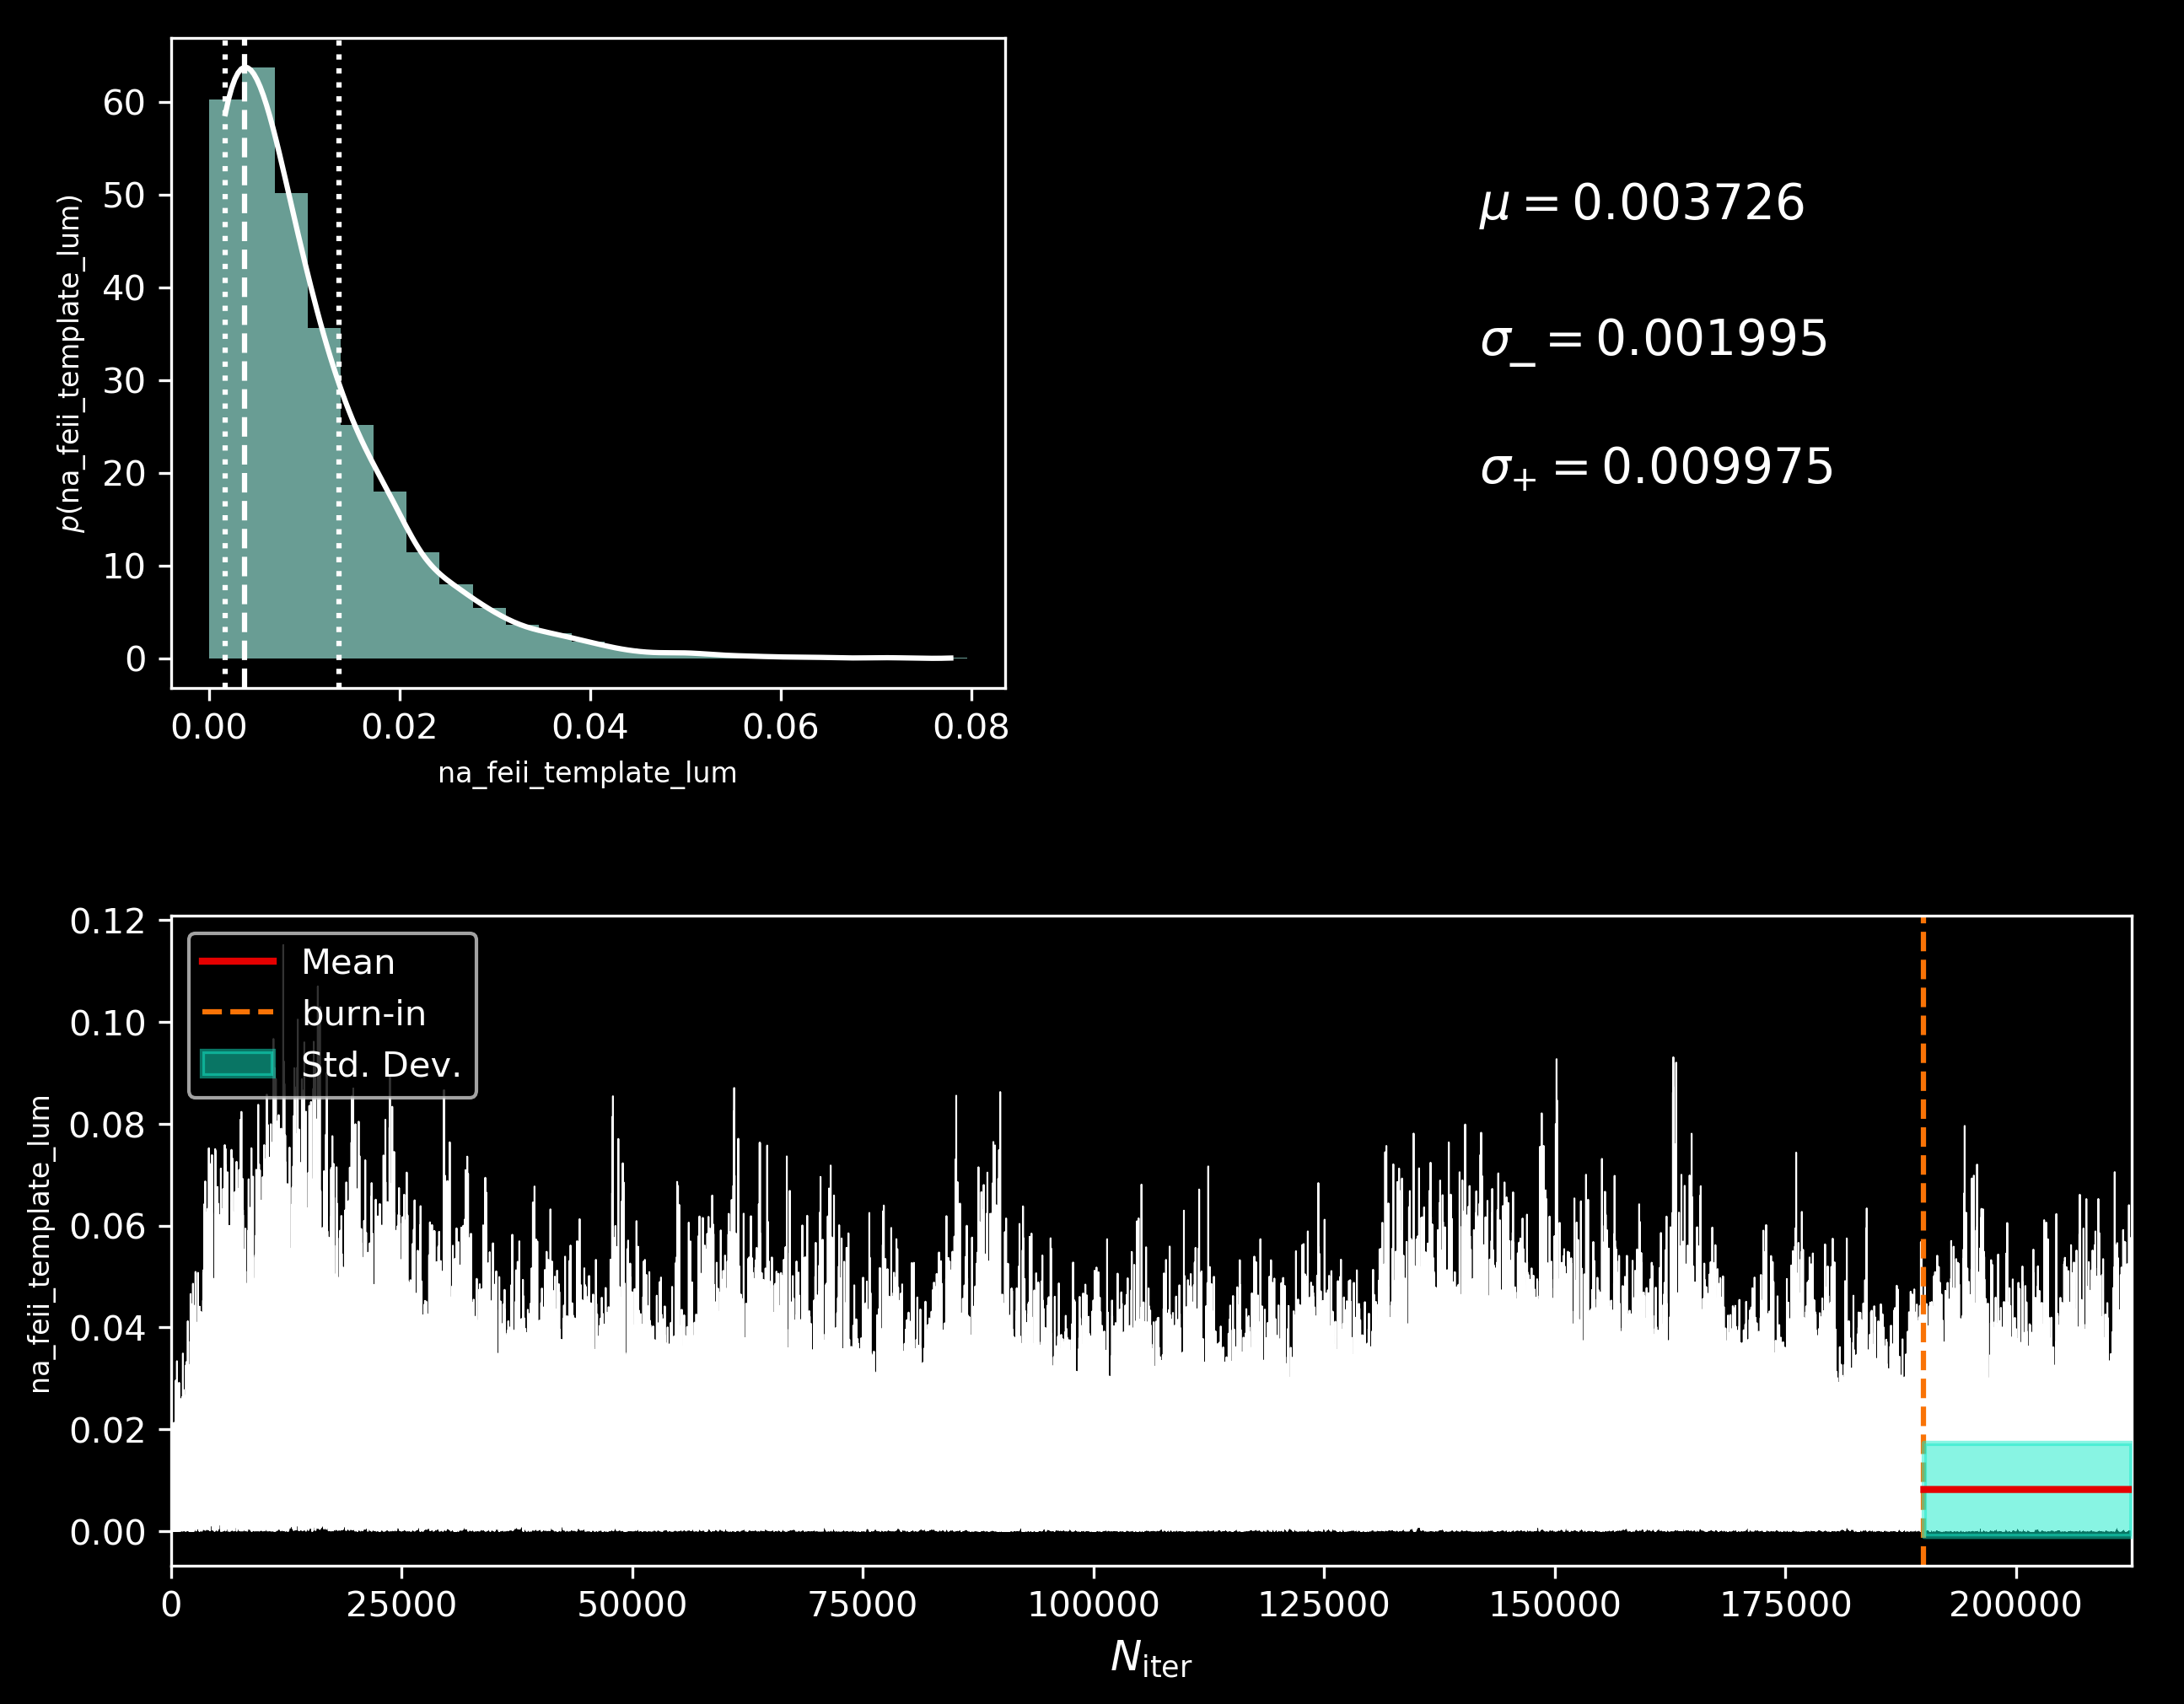 60
50
40
30
20
10
0
p(na_feii_template_lum)
0.00 0.02 0.04 0.06 0.08
na_feii_template_lum
μ = 0.003726
σ_ = 0.001995
σ+ = 0.009975
0.12
0.10
0.08
0.06
0.04
0.02
0.00
na_feii_template_lum
Mean
burn-in
Std. Dev.
0 25000 50000 75000 100000 125000 150000 175000 200000
Niter